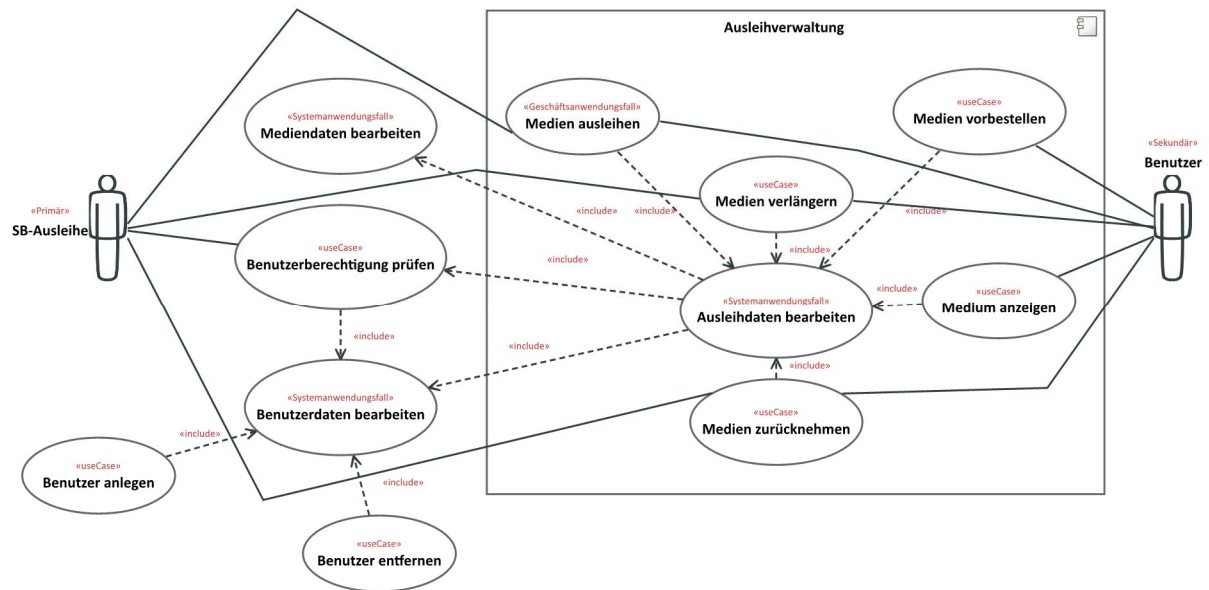 Ausleihverwaltung
«Systemanwendungsfall»
Mediendaten bearbeiten
«Geschäftsanwendungsfall»
Medien ausleihen
«useCase»
Medien vorbestellen
«Sekundär»
Benutzer
«Primär»
SB-Ausleihe
«useCase»
Medien verlängern
«include»
«include»
«include»
«useCase»
Benutzerberechtigung prüfen
«include»
«include»
«Systemanwendungsfall»
Ausleihdaten bearbeiten
«include»
«useCase»
Medium anzeigen
«include»
«include»
«include»
«Systemanwendungsfall»
Benutzerdaten bearbeiten
«useCase»
Medien zurücknehmen
«include»
«useCase»
Benutzer anlegen
«include»
«useCase»
Benutzer entfernen